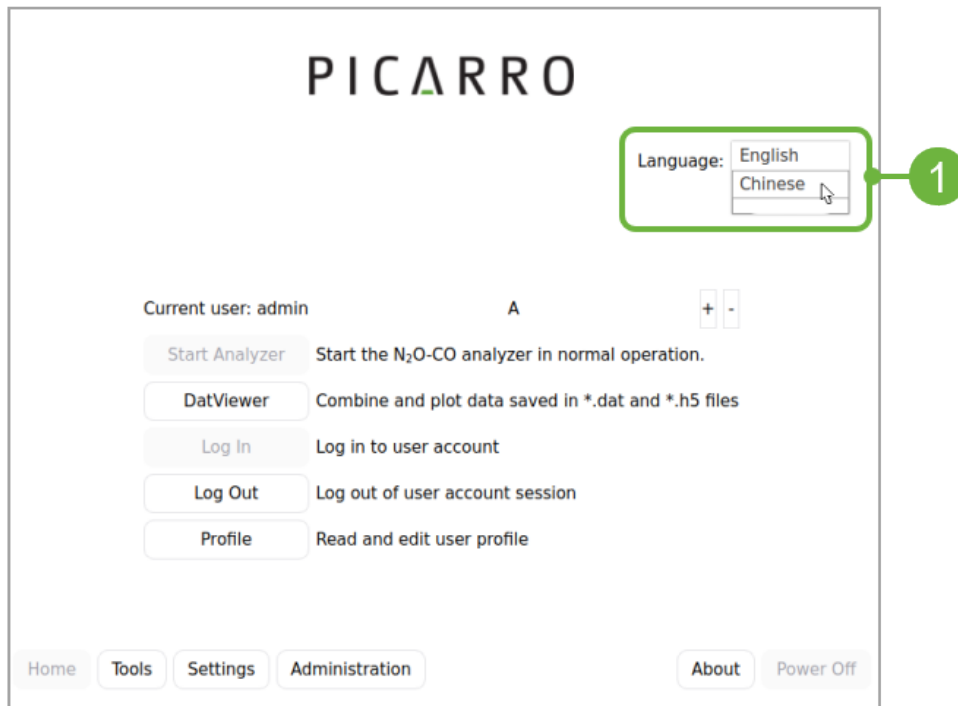 PICARRO
Language: English
Chinese
1
Current user: admin A + -
Start Analyzer Start the N₂O-CO analyzer in normal operation.
DatViewer Combine and plot data saved in *.dat and *.h5 files
Log In Log in to user account
Log Out Log out of user account session
Profile Read and edit user profile
Home Tools Settings Administration About Power Off